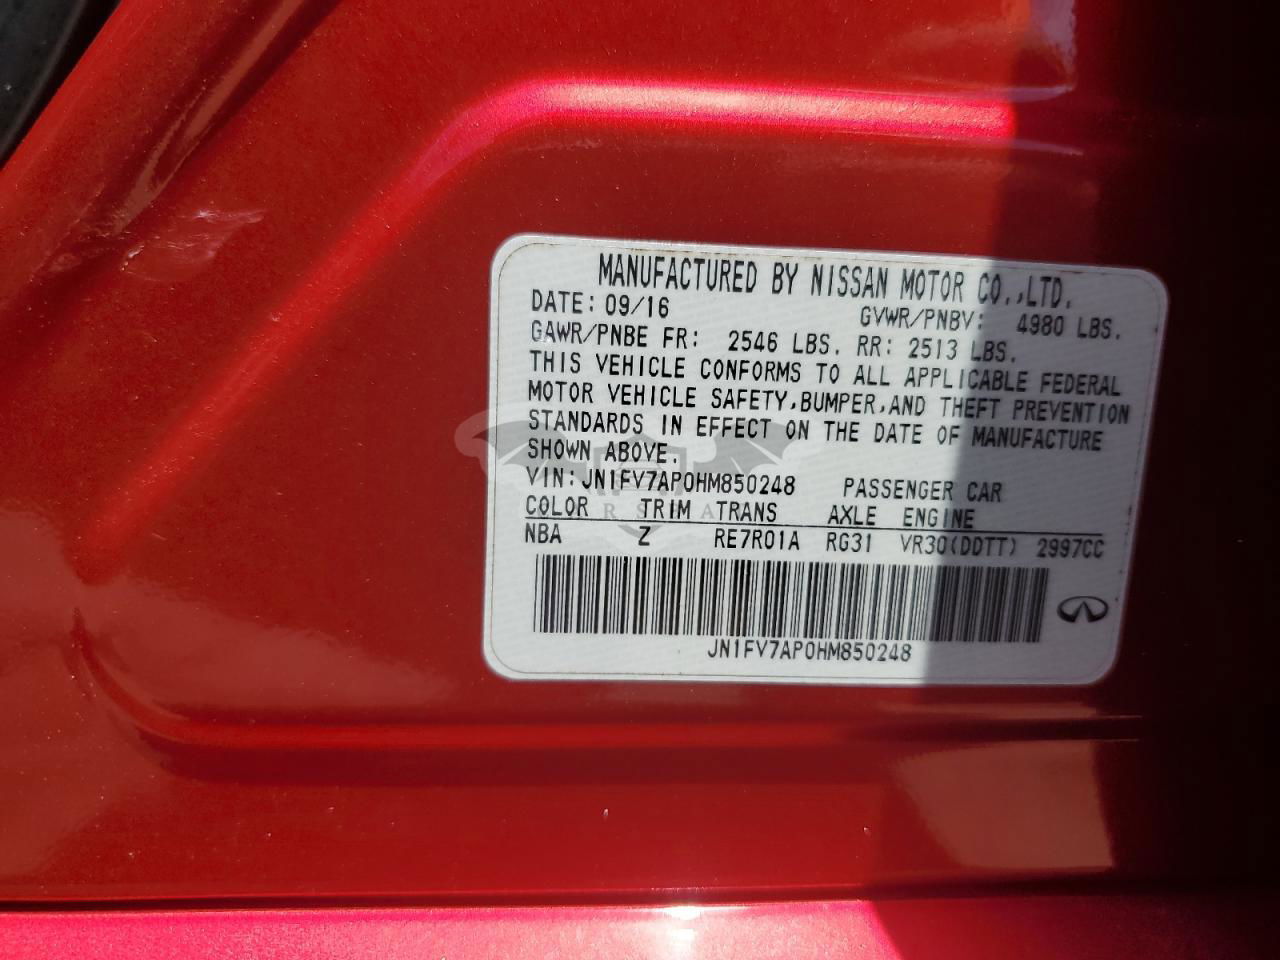 MANUFACTURED BY NISSAN MOTOR CO.,LTD.
DATE: 09/16 GVWR/PNBV: 4980 LBS.
GAWR/PNBE FR: 2546 LBS. RR: 2513 LBS.
THIS VEHICLE CONFORMS TO ALL APPLICABLE FEDERAL
MOTOR VEHICLE SAFETY,BUMPER,AND THEFT PREVENTION
STANDARDS IN EFFECT ON THE DATE OF MANUFACTURE
SHOWN ABOVE.
VIN:JN1FV7AP0HM850248 PASSENGER CAR
COLOR TRIM TRANS AXLE ENGINE
NBA Z RE7R01A RG31 VR30(DDTT) 2997CC
JN1FV7AP0HM850248